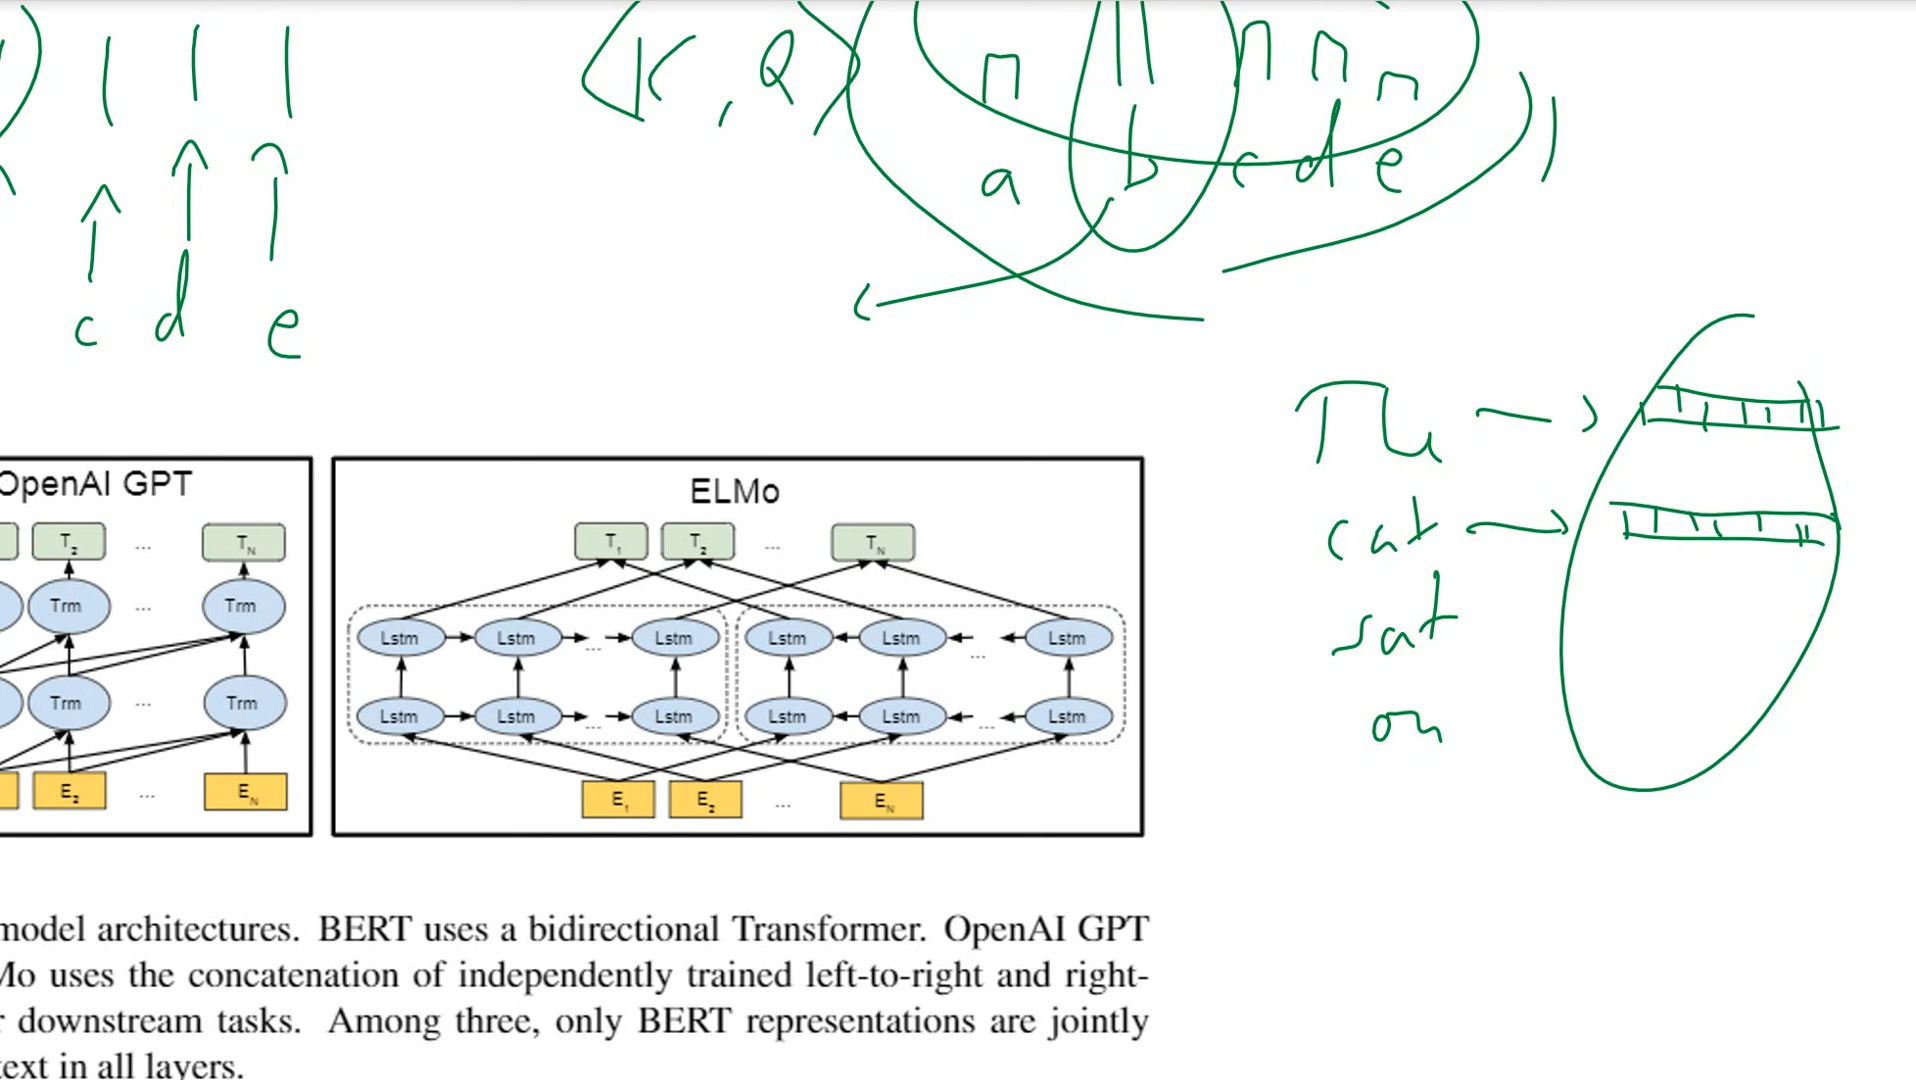 K, Q
a b c d e
c d e
The
cat
sat
on
OpenAI GPT
T2 ... TN
Trm ... Trm
Trm ... Trm
E2 ... EN
ELMo
T1 T2 ... TN
Lstm Lstm ... Lstm Lstm Lstm ... Lstm
Lstm Lstm ... Lstm Lstm Lstm ... Lstm
E1 E2 ... EN
model architectures. BERT uses a bidirectional Transformer. OpenAI GPT
Mo uses the concatenation of independently trained left-to-right and right-
r downstream tasks. Among three, only BERT representations are jointly
text in all layers.